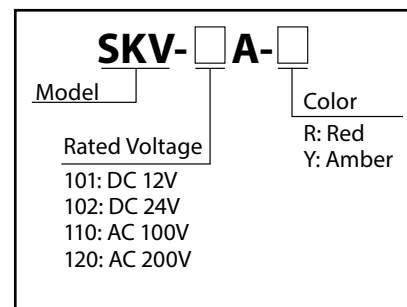 SKV-□A-□
Model
Color
R: Red
Y: Amber
Rated Voltage
101: DC 12V
102: DC 24V
110: AC 100V
120: AC 200V